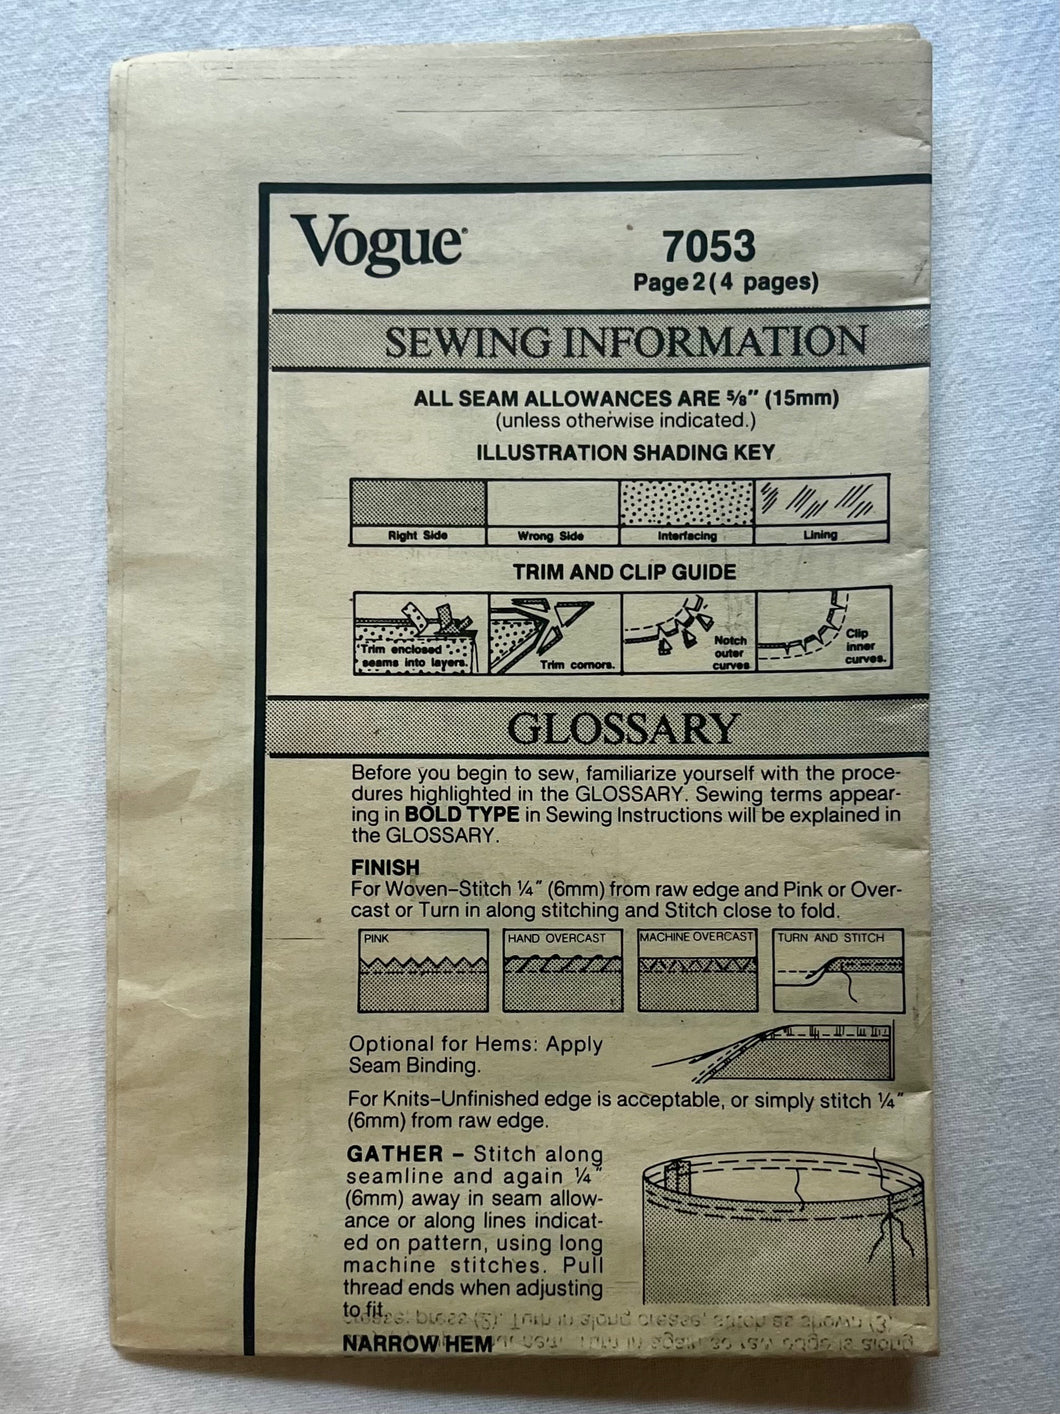 Vogue®
7053
Page 2 (4 pages)
SEWING INFORMATION
ALL SEAM ALLOWANCES ARE ⅝" (15mm)
(unless otherwise indicated.)
ILLUSTRATION SHADING KEY
Right Side
Wrong Side
Interfacing
Lining
TRIM AND CLIP GUIDE
Trim enclosed
seams into layers.
Trim corners.
Notch
outer
curves
Clip
inner
curves.
GLOSSARY
Before you begin to sew, familiarize yourself with the proce-
dures highlighted in the GLOSSARY. Sewing terms appear-
ing in BOLD TYPE in Sewing Instructions will be explained in
the GLOSSARY.
FINISH
For Woven–Stitch ¼" (6mm) from raw edge and Pink or Over-
cast or Turn in along stitching and Stitch close to fold.
PINK
HAND OVERCAST
MACHINE OVERCAST
TURN AND STITCH
Optional for Hems: Apply
Seam Binding.
For Knits–Unfinished edge is acceptable, or simply stitch ¼"
(6mm) from raw edge.
GATHER – Stitch along
seamline and again ¼"
(6mm) away in seam allow-
ance or along lines indicat-
ed on pattern, using long
machine stitches. Pull
thread ends when adjusting
to fit.
NARROW HEM